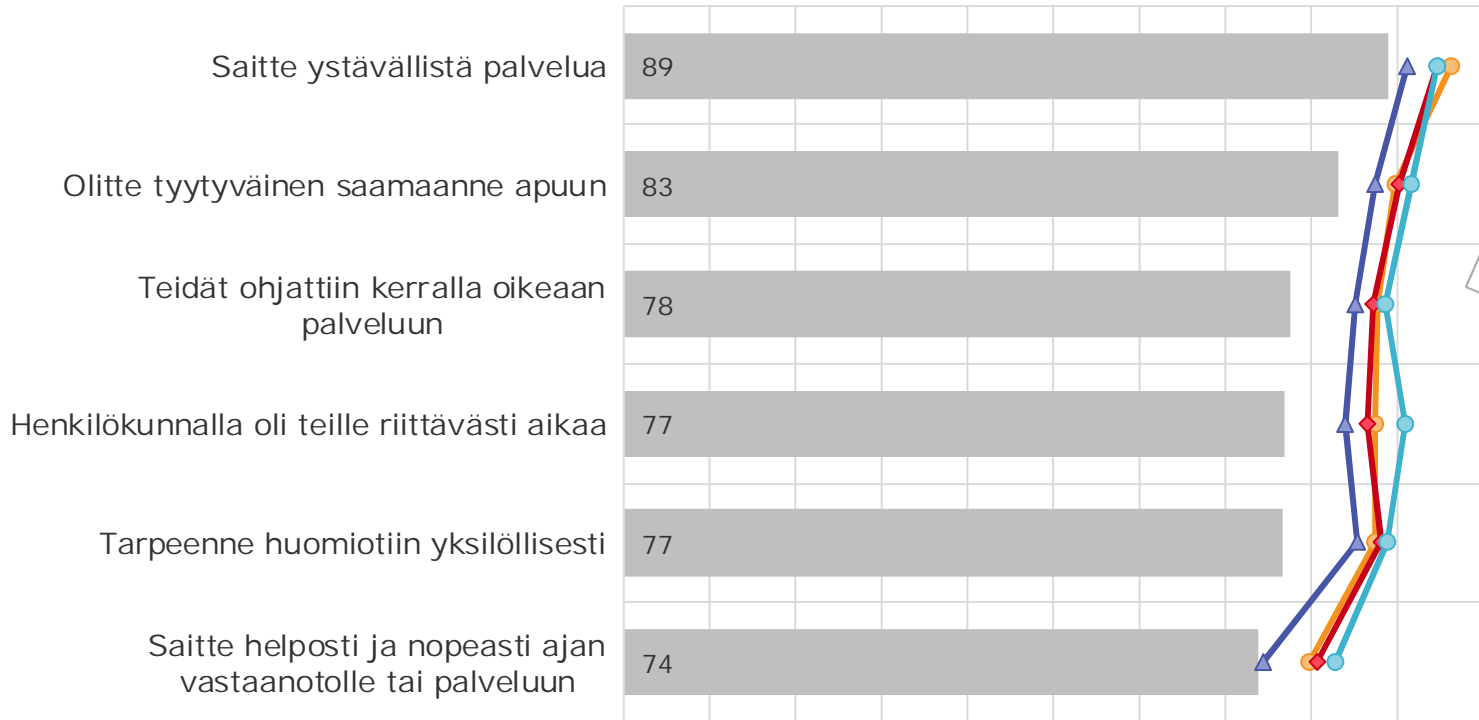 Saitte ystävällistä palvelua
89
Olitte tyytyväinen saamaanne apuun
83
Teidät ohjattiin kerralla oikeaan
palveluun
78
Henkilökunnalla oli teille riittävästi aikaa
77
Tarpeenne huomiotiin yksilöllisesti
77
Saitte helposti ja nopeasti ajan
vastaanotolle tai palveluun
74